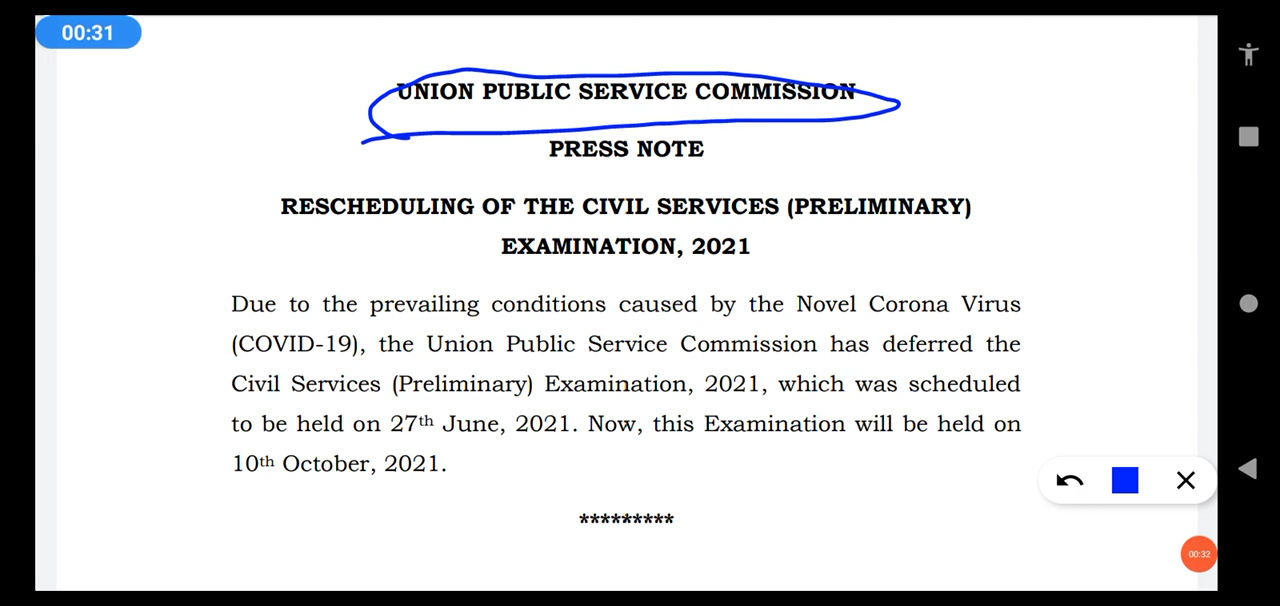 00:31
UNION PUBLIC SERVICE COMMISSION
PRESS NOTE
RESCHEDULING OF THE CIVIL SERVICES (PRELIMINARY)
EXAMINATION, 2021
Due to the prevailing conditions caused by the Novel Corona Virus
(COVID-19), the Union Public Service Commission has deferred the
Civil Services (Preliminary) Examination, 2021, which was scheduled
to be held on 27th June, 2021. Now, this Examination will be held on
10th October, 2021.
*********
00:32